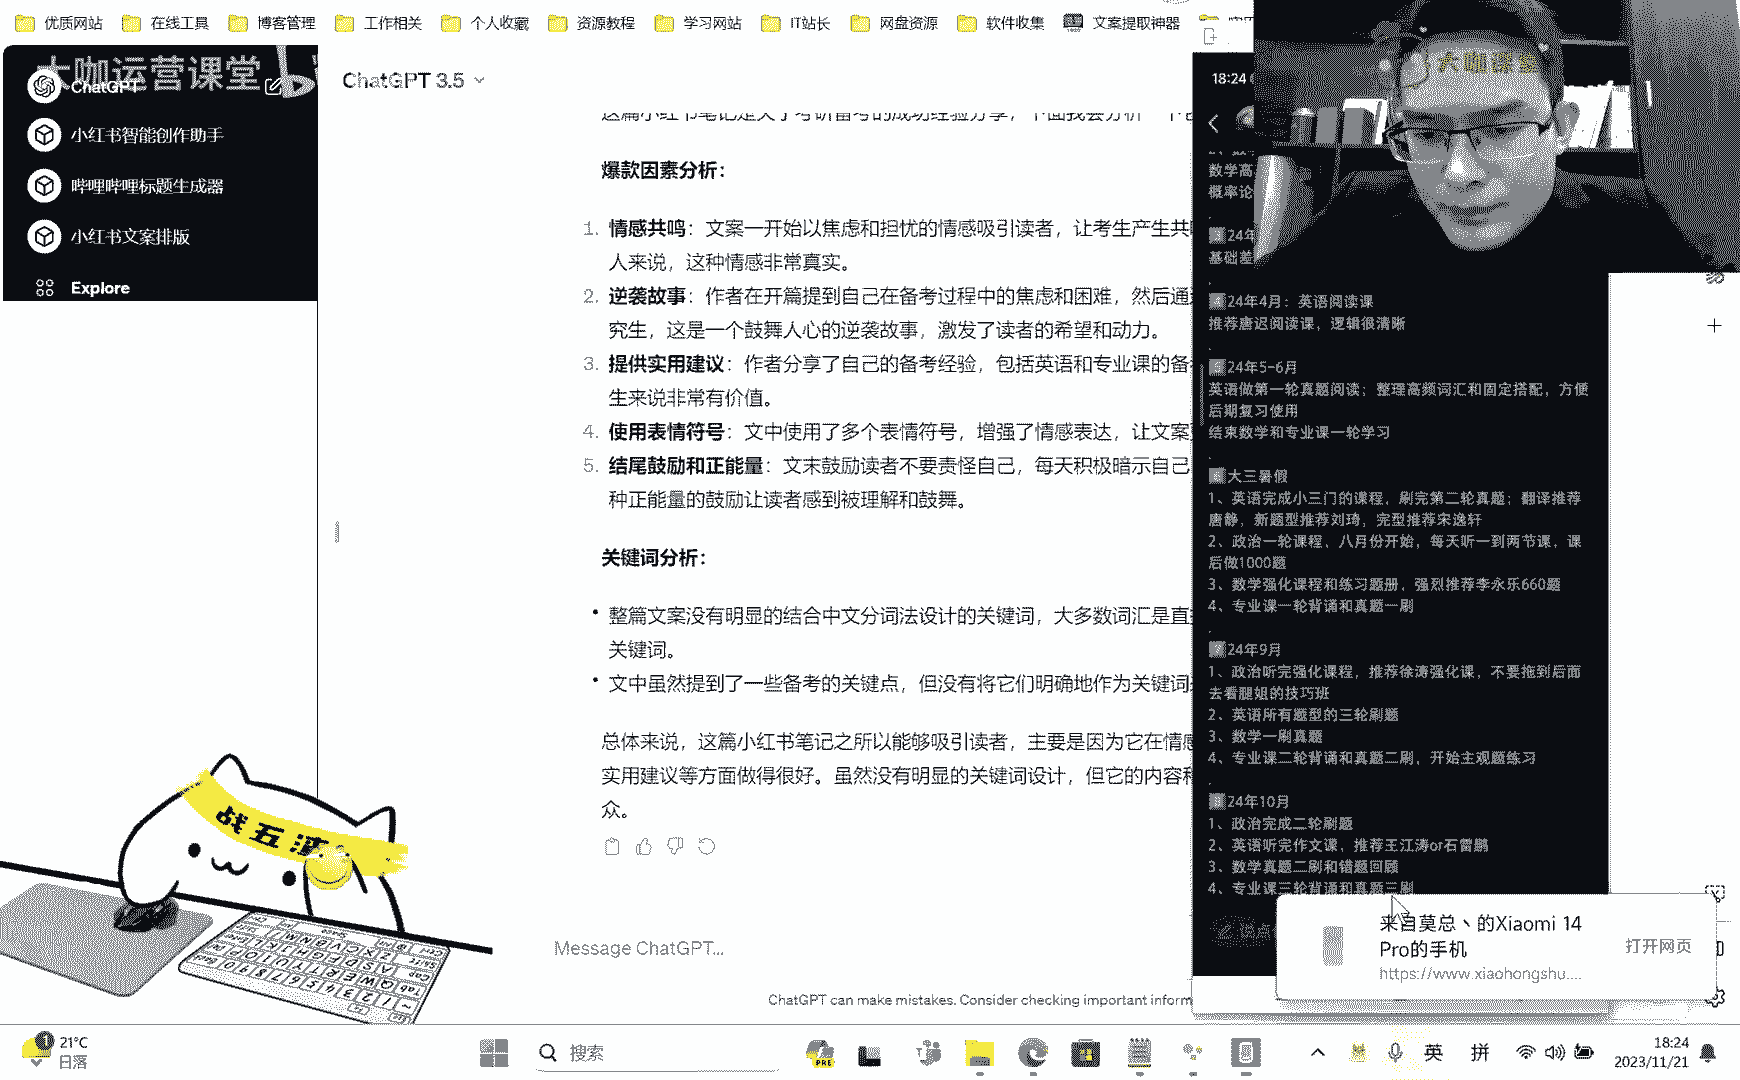 优质网站 在线工具 博客管理 工作相关 个人收藏 资源教程 学习网站 IT站长 网盘资源 软件收集 文案提取神器
大咖运营课堂
ChatGPT
小红书智能创作助手
哔哩哔哩标题生成器
小红书文案排版
Explore
ChatGPT 3.5
爆款因素分析：
1. 情感共鸣：文案一开始以焦虑和担忧的情感吸引读者，让考生产生共
人来说，这种情感非常真实。
2. 逆袭故事：作者在开篇提到自己在备考过程中的焦虑和困难，然后通
究生，这是一个鼓舞人心的逆袭故事，激发了读者的希望和动力。
3. 提供实用建议：作者分享了自己的备考经验，包括英语和专业课的备
生来说非常有价值。
4. 使用表情符号：文中使用了多个表情符号，增强了情感表达，让文案
5. 结尾鼓励和正能量：文末鼓励读者不要责怪自己，每天积极暗示自己
种正能量的鼓励让读者感到被理解和鼓舞。
关键词分析：
• 整篇文案没有明显的结合中文分词法设计的关键词，大多数词汇是直
关键词。
• 文中虽然提到了一些备考的关键点，但没有将它们明确地作为关键词
总体来说，这篇小红书笔记之所以能够吸引读者，主要是因为它在情感
实用建议等方面做得很好。虽然没有明显的关键词设计，但它的内容和
众。
Message ChatGPT...
ChatGPT can make mistakes. Consider checking important inform
18:24
数学高
概率论
24年
基础差
24年4月：英语阅读课
推荐唐迟阅读课，逻辑很清晰
24年5-6月
英语做第一轮真题阅读；整理高频词汇和固定搭配，方便
后期复习使用
结束数学和专业课一轮学习
大三暑假
1、英语完成小三门的课程，刷完第二轮真题；翻译推荐
唐静，新题型推荐刘琦，完型推荐宋逸轩
2、政治一轮课程，八月份开始，每天听一到两节课，课
后做1000题
3、数学强化课程和练习题册，强烈推荐李永乐660题
4、专业课一轮背诵和真题一刷
24年9月
1、政治听完强化课程，推荐徐涛强化课，不要拖到后面
去看腿姐的技巧班
2、英语所有题型的三轮刷题
3、数学一刷真题
4、专业课二轮背诵和真题二刷，开始主观题练习
24年10月
1、政治完成二轮刷题
2、英语听完作文课，推荐王江涛or石雷鹏
3、数学真题二刷和错题回顾
4、专业课三轮背诵和真题三刷
来自莫总丶的Xiaomi 14
Pro的手机
打开网页
https://www.xiaohongshu....
战五渣
21°C
日落
搜索
PRE
英 拼
18:24
2023/11/21